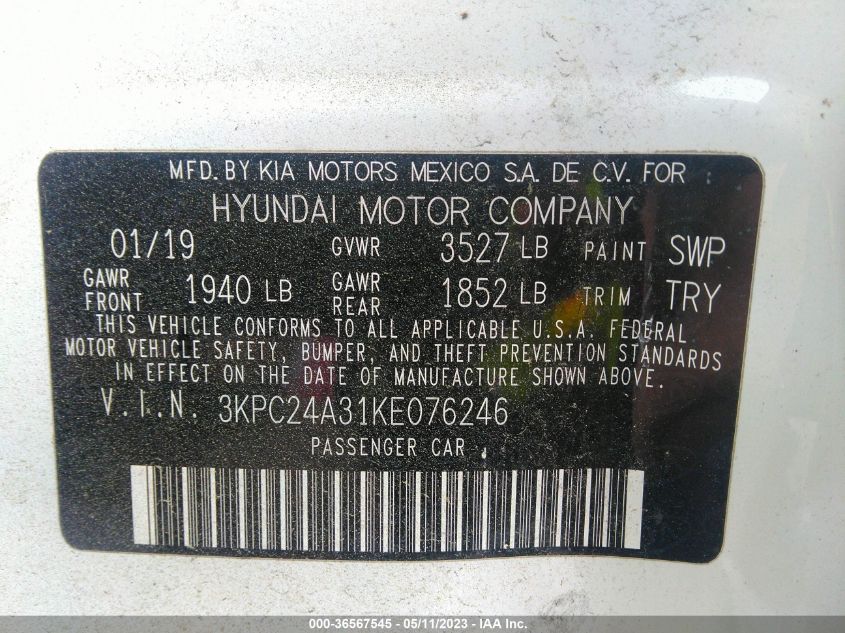 MFD. BY KIA MOTORS MEXICO S.A. DE C.V. FOR
HYUNDAI MOTOR COMPANY
01/19 GVWR 3527 LB PAINT SWP
GAWR FRONT 1940 LB GAWR REAR 1852 LB TRIM TRY
THIS VEHICLE CONFORMS TO ALL APPLICABLE U.S.A. FEDERAL
MOTOR VEHICLE SAFETY, BUMPER, AND THEFT PREVENTION STANDARDS
IN EFFECT ON THE DATE OF MANUFACTURE SHOWN ABOVE.
V.I.N. 3KPC24A31KE076246
PASSENGER CAR
000-36567545 - 05/11/2023 - IAA Inc.